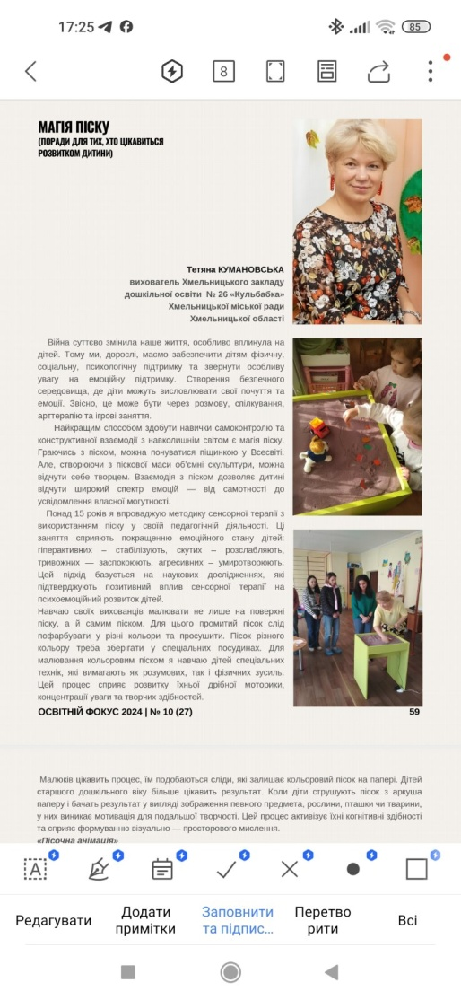 17:25
85
8
МАГІЯ ПІСКУ
(ПОРАДИ ДЛЯ ТИХ, ХТО ЦІКАВИТЬСЯ
РОЗВИТКОМ ДИТИНИ)
Тетяна КУМАНОВСЬКА
вихователь Хмельницького закладу
дошкільної освіти № 26 «Кульбабка»
Хмельницької міської ради
Хмельницької області
Війна суттєво змінила наше життя, особливо вплинула на
дітей. Тому ми, дорослі, маємо забезпечити дітям фізичну,
соціальну, психологічну підтримку та звернути особливу
увагу на емоційну підтримку. Створення безпечного
середовища, де діти можуть висловлювати свої почуття та
емоції. Звісно, це може бути через розмову, спілкування,
арттерапію та ігрові заняття.
Найкращим способом здобути навички самоконтролю та
конструктивної взаємодії з навколишнім світом є магія піску.
Граючись з піском, можна почуватися піщинкою у Всесвіті.
Але, створюючи з піскової маси об'ємні скульптури, можна
відчути себе творцем. Взаємодія з піском дозволяє дитині
відчути широкий спектр емоцій — від самотності до
усвідомлення власної могутності.
Понад 15 років я впроваджую методику сенсорної терапії з
використанням піску у своїй педагогічній діяльності. Ці
заняття сприяють покращенню емоційного стану дітей:
гіперактивних – стабілізують, скутих – розслабляють,
тривожних — заспокоюють, агресивних – умиротворюють.
Цей підхід базується на наукових дослідженнях, які
підтверджують позитивний вплив сенсорної терапії на
психоемоційний розвиток дітей.
Навчаю своїх вихованців малювати не лише на поверхні
піску, а й самим піском. Для цього промитий пісок слід
пофарбувати у різні кольори та просушити. Пісок різного
кольору треба зберігати у спеціальних посудинах. Для
малювання кольоровим піском я навчаю дітей спеціальних
технік, які вимагають як розумових, так і фізичних зусиль.
Цей процес сприяє розвитку їхньої дрібної моторики,
концентрації уваги та творчих здібностей.
ОСВІТНІЙ ФОКУС 2024 | № 10 (27)
59
Малюків цікавить процес, їм подобаються сліди, які залишає кольоровий пісок на папері. Дітей
старшого дошкільного віку більше цікавить результат. Коли діти струшують пісок з аркуша
паперу і бачать результат у вигляді зображення певного предмета, рослини, пташки чи тварини,
у них виникає мотивація для подальшої творчості. Цей процес активізує їхні когнітивні здібності
та сприяє формуванню візуально – просторового мислення.
«Пісочна анімація»
A
Редагувати
Додати
примітки
Заповнити
та підпис...
Перетво
рити
Всі